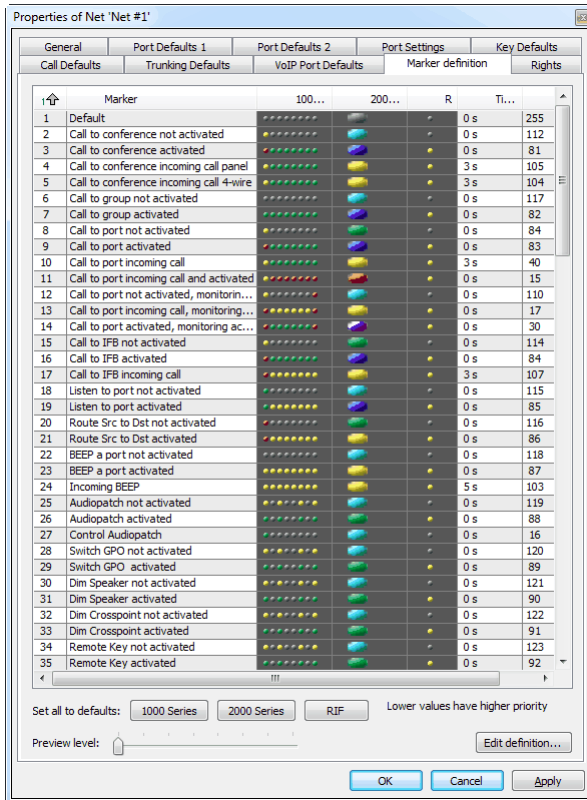 Properties of Net 'Net #1'
General Port Defaults 1 Port Defaults 2 Port Settings Key Defaults
Call Defaults Trunking Defaults VoIP Port Defaults Marker definition Rights
1 Marker 100... 200... R Ti...
1 Default 0 s 255
2 Call to conference not activated 0 s 112
3 Call to conference activated 0 s 81
4 Call to conference incoming call panel 3 s 105
5 Call to conference incoming call 4-wire 3 s 104
6 Call to group not activated 0 s 117
7 Call to group activated 0 s 82
8 Call to port not activated 0 s 84
9 Call to port activated 0 s 83
10 Call to port incoming call 3 s 40
11 Call to port incoming call and activated 0 s 15
12 Call to port not activated, monitorin... 0 s 110
13 Call to port incoming call, monitoring... 0 s 17
14 Call to port activated, monitoring ac... 0 s 30
15 Call to IFB not activated 0 s 114
16 Call to IFB activated 0 s 84
17 Call to IFB incoming call 3 s 107
18 Listen to port not activated 0 s 115
19 Listen to port activated 0 s 85
20 Route Src to Dst not activated 0 s 116
21 Route Src to Dst activated 0 s 86
22 BEEP a port not activated 0 s 118
23 BEEP a port activated 0 s 87
24 Incoming BEEP 5 s 103
25 Audiopatch not activated 0 s 119
26 Audiopatch activated 0 s 88
27 Control Audiopatch 0 s 16
28 Switch GPO not activated 0 s 120
29 Switch GPO activated 0 s 89
30 Dim Speaker not activated 0 s 121
31 Dim Speaker activated 0 s 90
32 Dim Crosspoint not activated 0 s 122
33 Dim Crosspoint activated 0 s 91
34 Remote Key not activated 0 s 123
35 Remote Key activated 0 s 92
Set all to defaults: 1000 Series 2000 Series RIF Lower values have higher priority
Preview level: Edit definition...
OK Cancel Apply